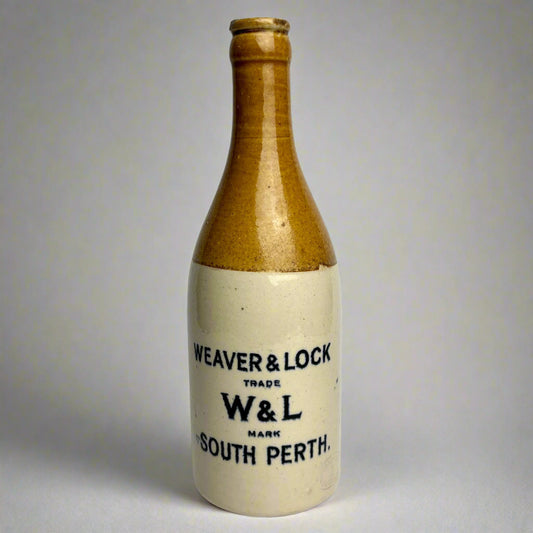 WEAVER & LOCK
TRADE
W & L
MARK
SOUTH PERTH.